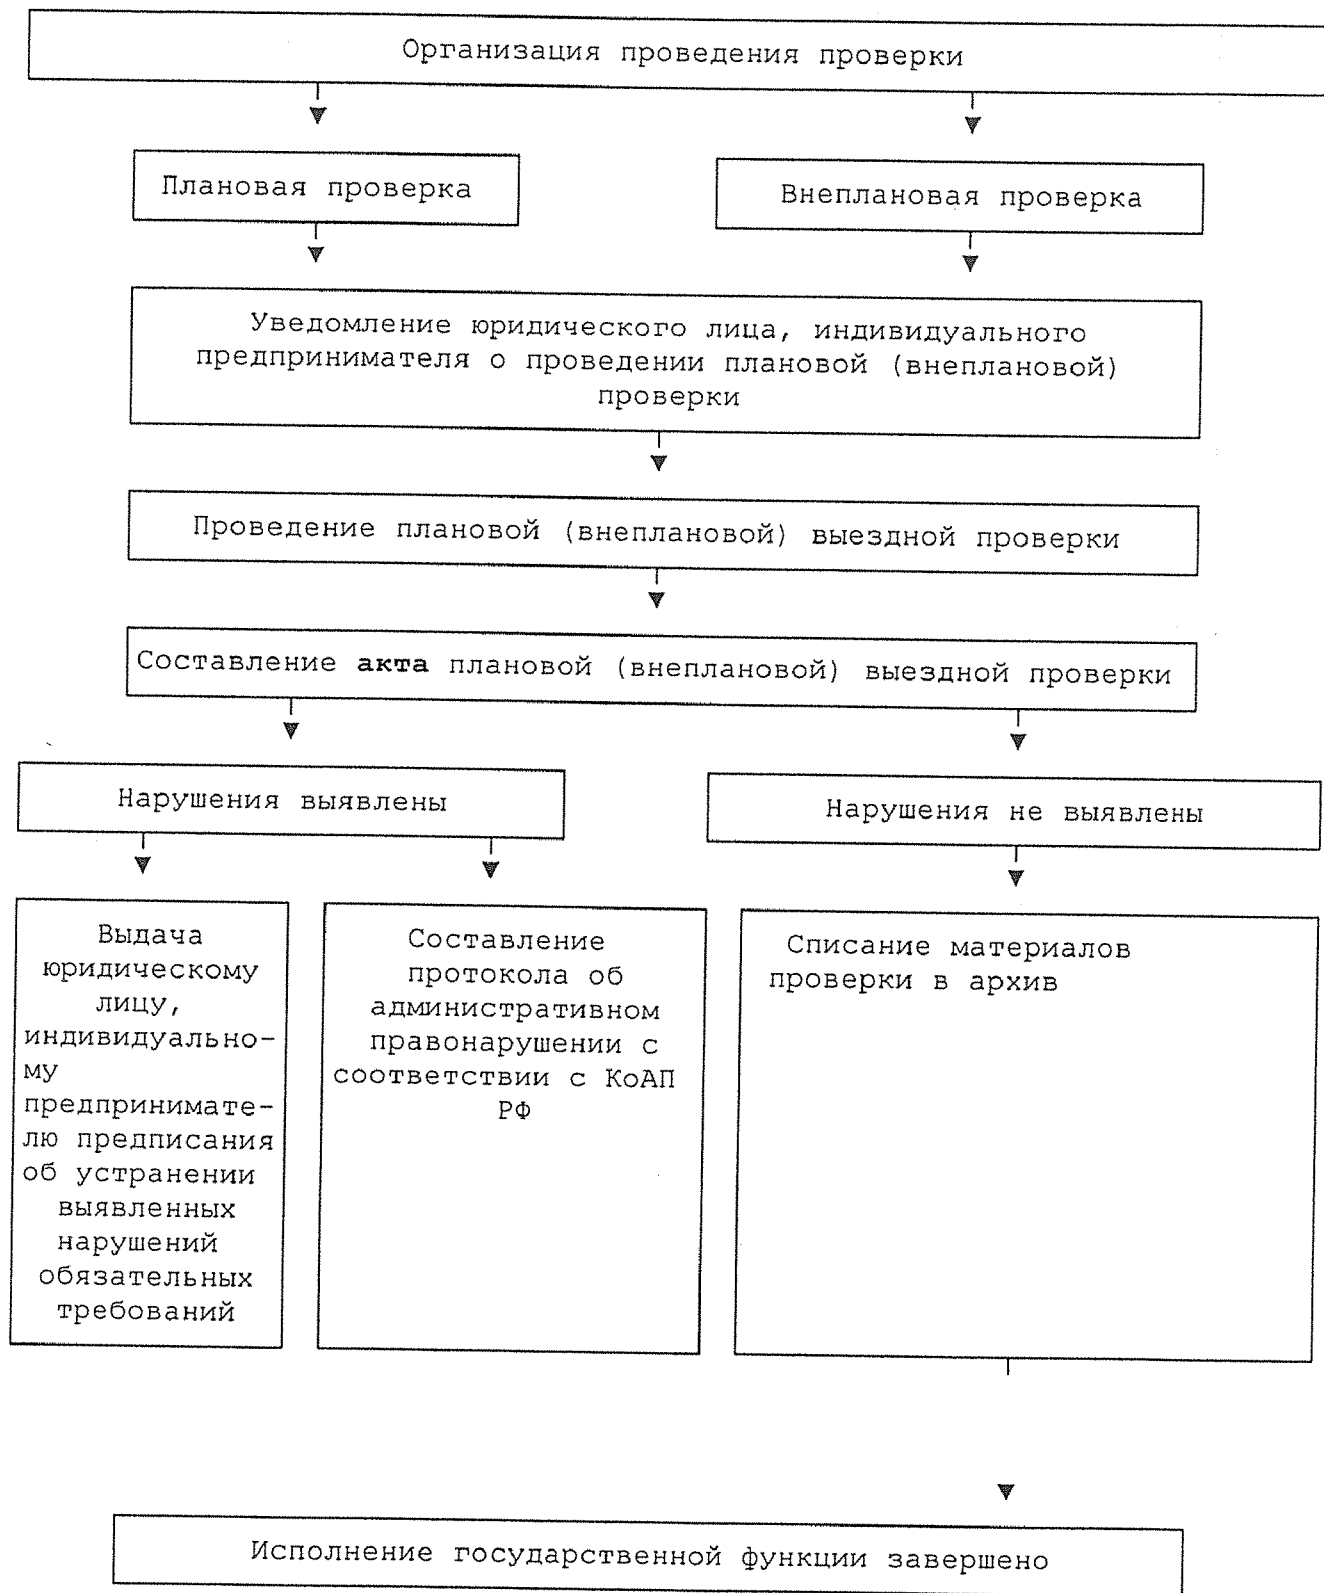 Организация проведения проверки
Плановая проверка
Внеплановая проверка
Уведомление юридического лица, индивидуального
предпринимателя о проведении плановой (внеплановой)
проверки
Проведение плановой (внеплановой) выездной проверки
Составление акта плановой (внеплановой) выездной проверки
Нарушения выявлены
Нарушения не выявлены
Выдача
юридическому
лицу,
индивидуально-
му
предпринимате-
лю предписания
об устранении
выявленных
нарушений
обязательных
требований
Составление
протокола об
административном
правонарушении с
соответствии с КоАП
РФ
Списание материалов
проверки в архив
Исполнение государственной функции завершено